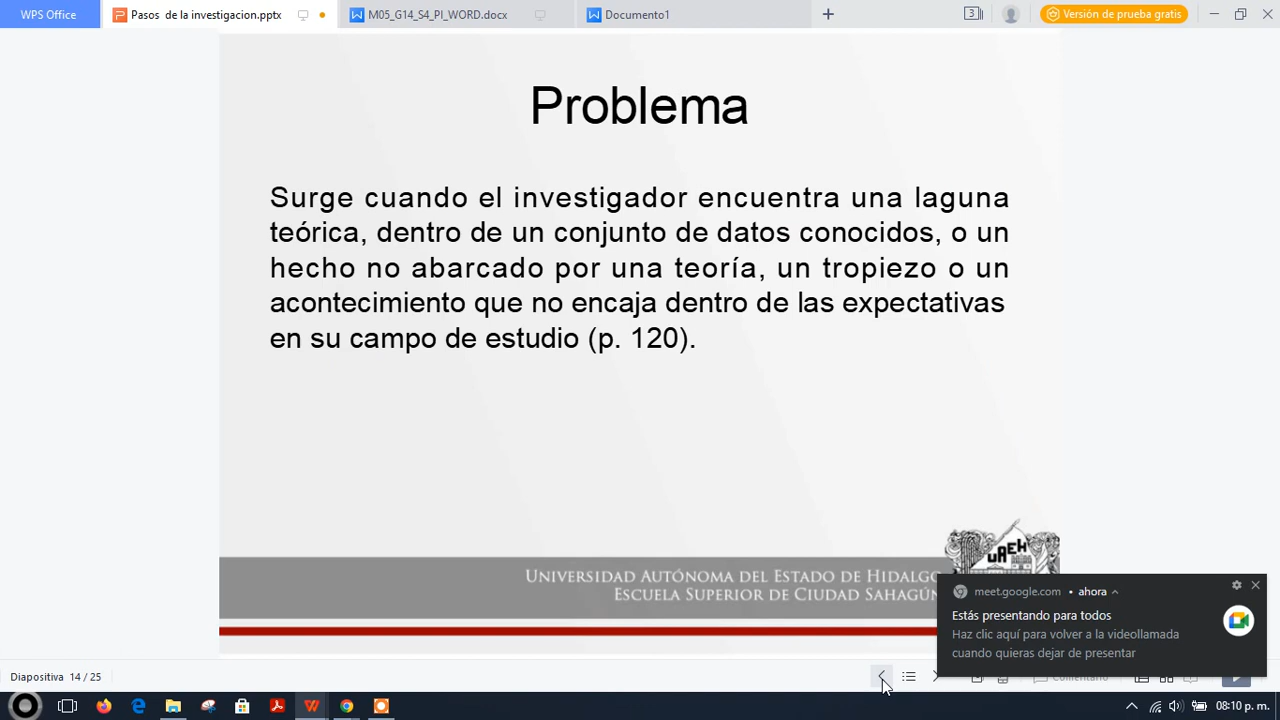 WPS Office
Pasos de la investigacion.pptx
M05_G14_S4_PI_WORD.docx
Documento1
3
Versión de prueba gratis
Problema
Surge cuando el investigador encuentra una laguna
teórica, dentro de un conjunto de datos conocidos, o un
hecho no abarcado por una teoría, un tropiezo o un
acontecimiento que no encaja dentro de las expectativas
en su campo de estudio (p. 120).
UAEH
UNIVERSIDAD AUTÓNOMA DEL ESTADO DE HIDALGO
ESCUELA SUPERIOR DE CIUDAD SAHAGÚN
meet.google.com • ahora
Estás presentando para todos
Haz clic aquí para volver a la videollamada
cuando quieras dejar de presentar
Diapositiva 14 / 25
Comentario
08:10 p. m.